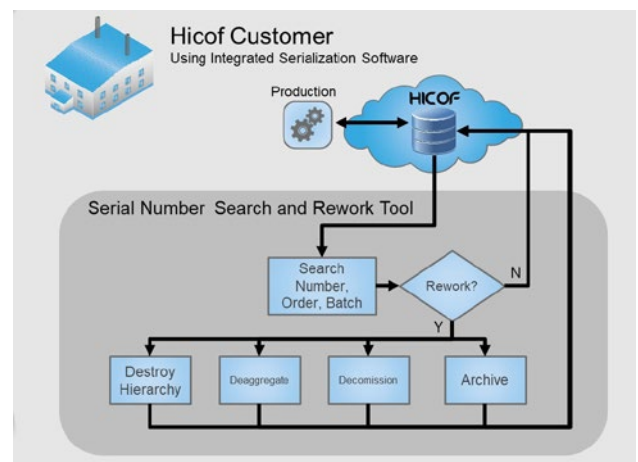 Hicof Customer
Using Integrated Serialization Software
Production
HICOF
Serial Number Search and Rework Tool
Search
Number,
Order, Batch
Rework?
N
Y
Destroy
Hierarchy
Deaggregate
Decomission
Archive